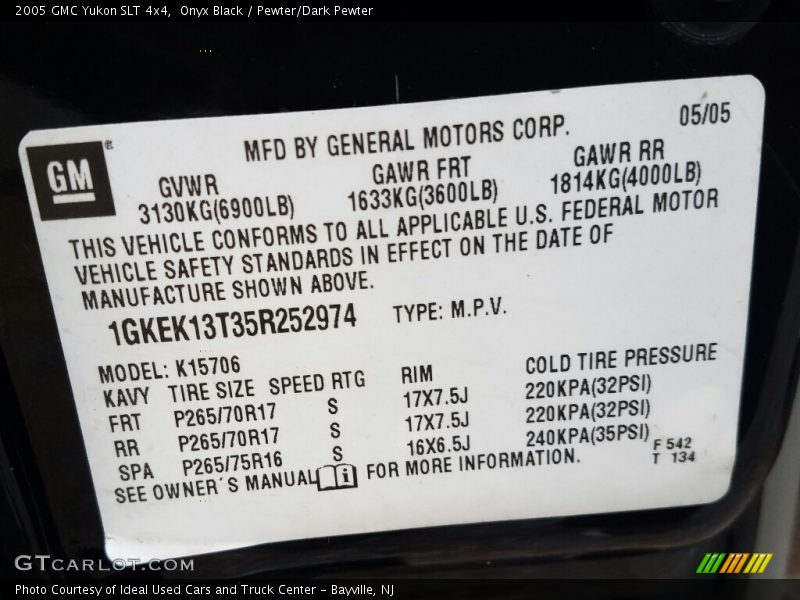 2005 GMC Yukon SLT 4x4, Onyx Black / Pewter/Dark Pewter
05/05
MFD BY GENERAL MOTORS CORP.
GM®
GVWR GAWR FRT GAWR RR
3130KG(6900LB) 1633KG(3600LB) 1814KG(4000LB)
THIS VEHICLE CONFORMS TO ALL APPLICABLE U.S. FEDERAL MOTOR
VEHICLE SAFETY STANDARDS IN EFFECT ON THE DATE OF
MANUFACTURE SHOWN ABOVE.
1GKEK13T35R252974 TYPE: M.P.V.
MODEL: K15706
KAVY TIRE SIZE SPEED RTG RIM COLD TIRE PRESSURE
FRT P265/70R17 S 17X7.5J 220KPA(32PSI)
RR P265/70R17 S 17X7.5J 220KPA(32PSI)
SPA P265/75R16 S 16X6.5J 240KPA(35PSI)
F 542
T 134
SEE OWNER'S MANUAL i FOR MORE INFORMATION.
GTCARLOT.COM
Photo Courtesy of Ideal Used Cars and Truck Center - Bayville, NJ